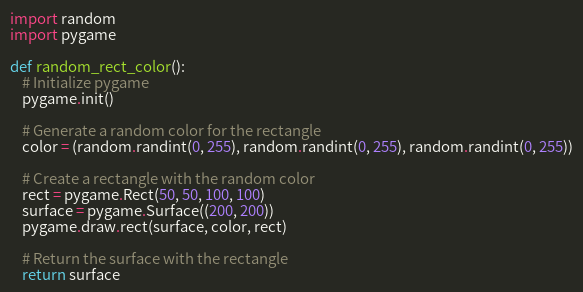 import random
import pygame

def random_rect_color():
    # Initialize pygame
    pygame.init()

    # Generate a random color for the rectangle
    color = (random.randint(0, 255), random.randint(0, 255), random.randint(0, 255))

    # Create a rectangle with the random color
    rect = pygame.Rect(50, 50, 100, 100)
    surface = pygame.Surface((200, 200))
    pygame.draw.rect(surface, color, rect)

    # Return the surface with the rectangle
    return surface